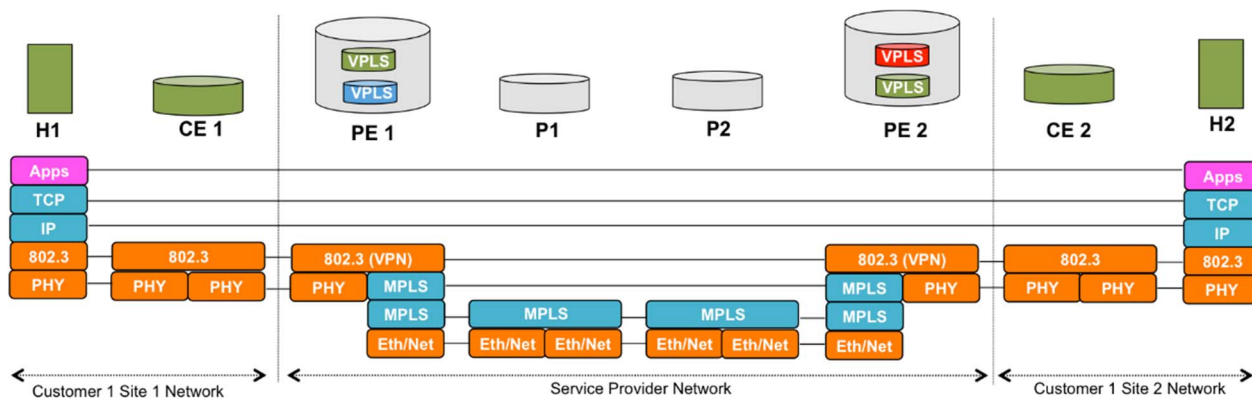 VPLS
VPLS
VPLS
VPLS
H1
CE 1
PE 1
P1
P2
PE 2
CE 2
H2
Apps
Apps
TCP
TCP
IP
IP
802.3
802.3
802.3 (VPN)
802.3 (VPN)
802.3
802.3
PHY
PHY
PHY
PHY
MPLS
MPLS
PHY
PHY
PHY
PHY
MPLS
MPLS
MPLS
MPLS
Eth/Net
Eth/Net
Eth/Net
Eth/Net
Eth/Net
Eth/Net
Customer 1 Site 1 Network
Service Provider Network
Customer 1 Site 2 Network